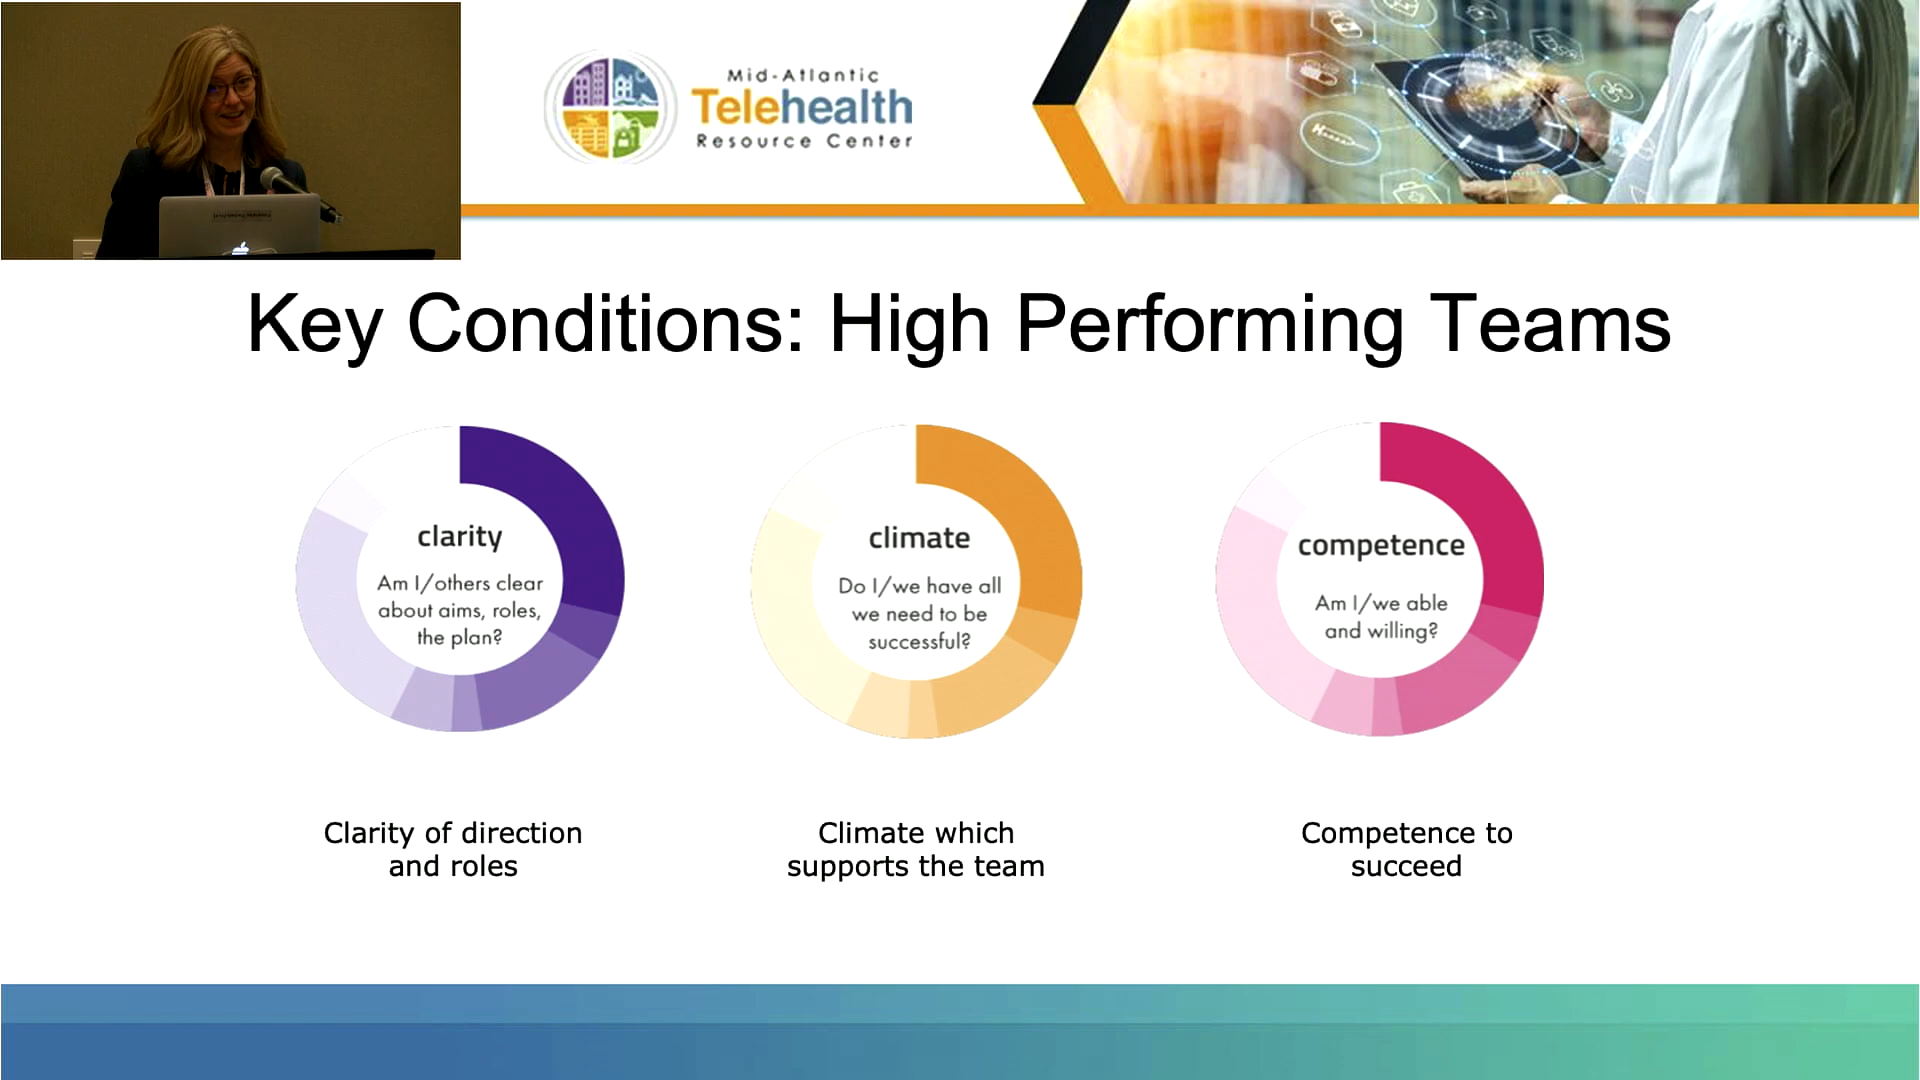 Mid-Atlantic
Telehealth
Resource Center
Key Conditions: High Performing Teams
clarity
Am I/others clear
about aims, roles,
the plan?
climate
Do I/we have all
we need to be
successful?
competence
Am I/we able
and willing?
Clarity of direction
and roles
Climate which
supports the team
Competence to
succeed